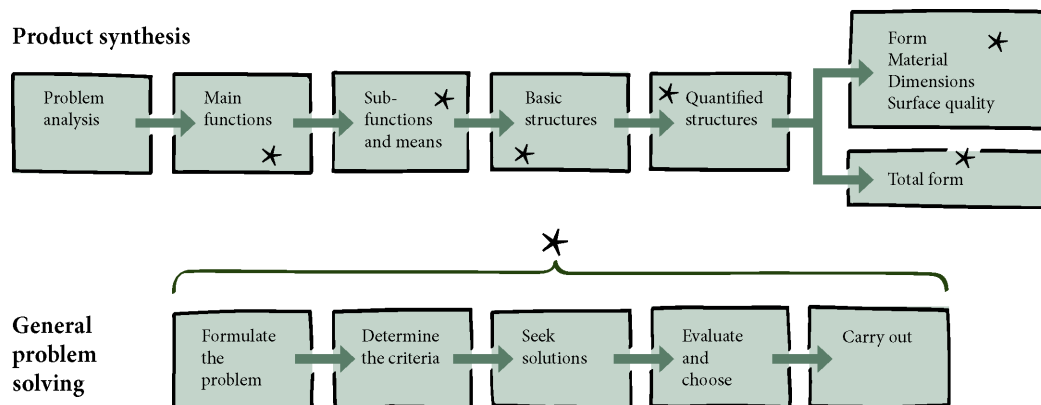 Product synthesis
Problem
analysis
Main
functions
Sub-
functions
and means
Basic
structures
Quantified
structures
Form
Material
Dimensions
Surface quality
Total form
General
problem
solving
Formulate
the
problem
Determine
the criteria
Seek
solutions
Evaluate
and
choose
Carry out